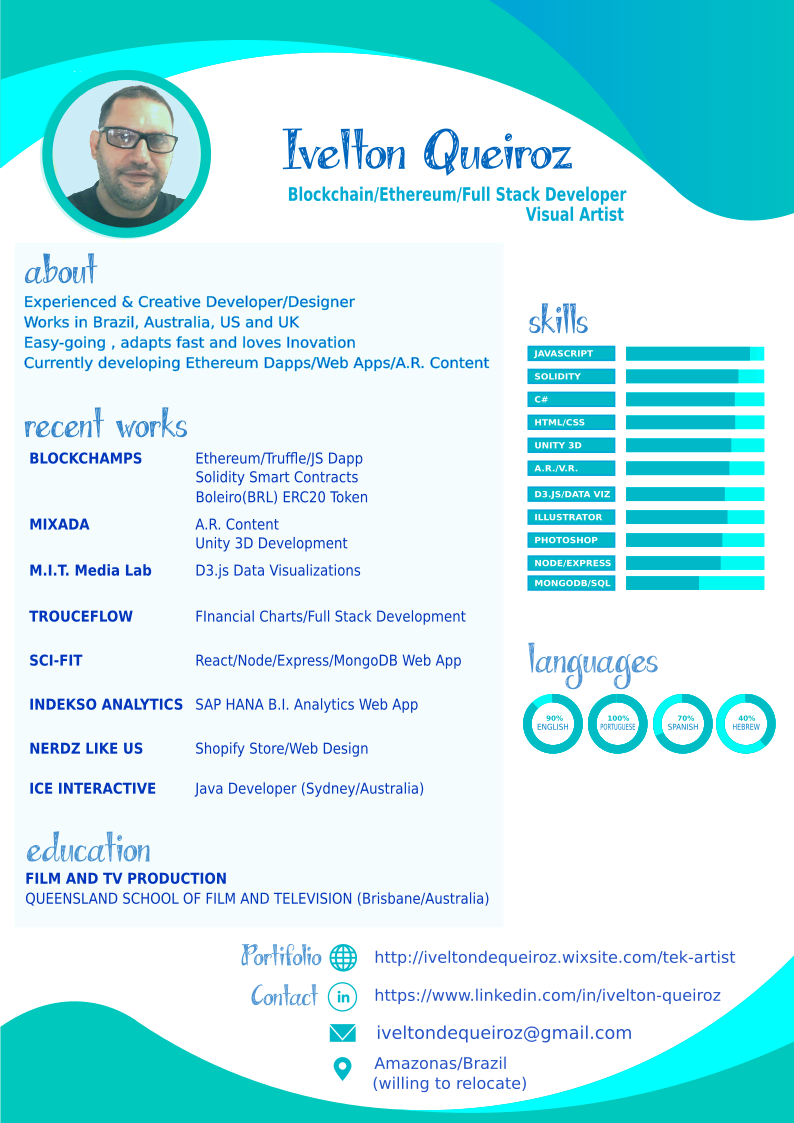 Ivelton Queiroz
Blockchain/Ethereum/Full Stack Developer
Visual Artist
about
Experienced & Creative Developer/Designer
Works in Brazil, Australia, US and UK
Easy-going , adapts fast and loves Inovation
Currently developing Ethereum Dapps/Web Apps/A.R. Content
recent works
BLOCKCHAMPS Ethereum/Truffle/JS Dapp
Solidity Smart Contracts
Boleiro(BRL) ERC20 Token
MIXADA A.R. Content
Unity 3D Development
M.I.T. Media Lab D3.js Data Visualizations
TROUCEFLOW FInancial Charts/Full Stack Development
SCI-FIT React/Node/Express/MongoDB Web App
INDEKSO ANALYTICS SAP HANA B.I. Analytics Web App
NERDZ LIKE US Shopify Store/Web Design
ICE INTERACTIVE Java Developer (Sydney/Australia)
education
FILM AND TV PRODUCTION
QUEENSLAND SCHOOL OF FILM AND TELEVISION (Brisbane/Australia)
skills
JAVASCRIPT
SOLIDITY
C#
HTML/CSS
UNITY 3D
A.R./V.R.
D3.JS/DATA VIZ
ILLUSTRATOR
PHOTOSHOP
NODE/EXPRESS
MONGODB/SQL
languages
90% 100% 70% 40%
ENGLISH PORTUGUESE SPANISH HEBREW
Portifolio http://iveltondequeiroz.wixsite.com/tek-artist
Contact in https://www.linkedin.com/in/ivelton-queiroz
iveltondequeiroz@gmail.com
Amazonas/Brazil
(willing to relocate)